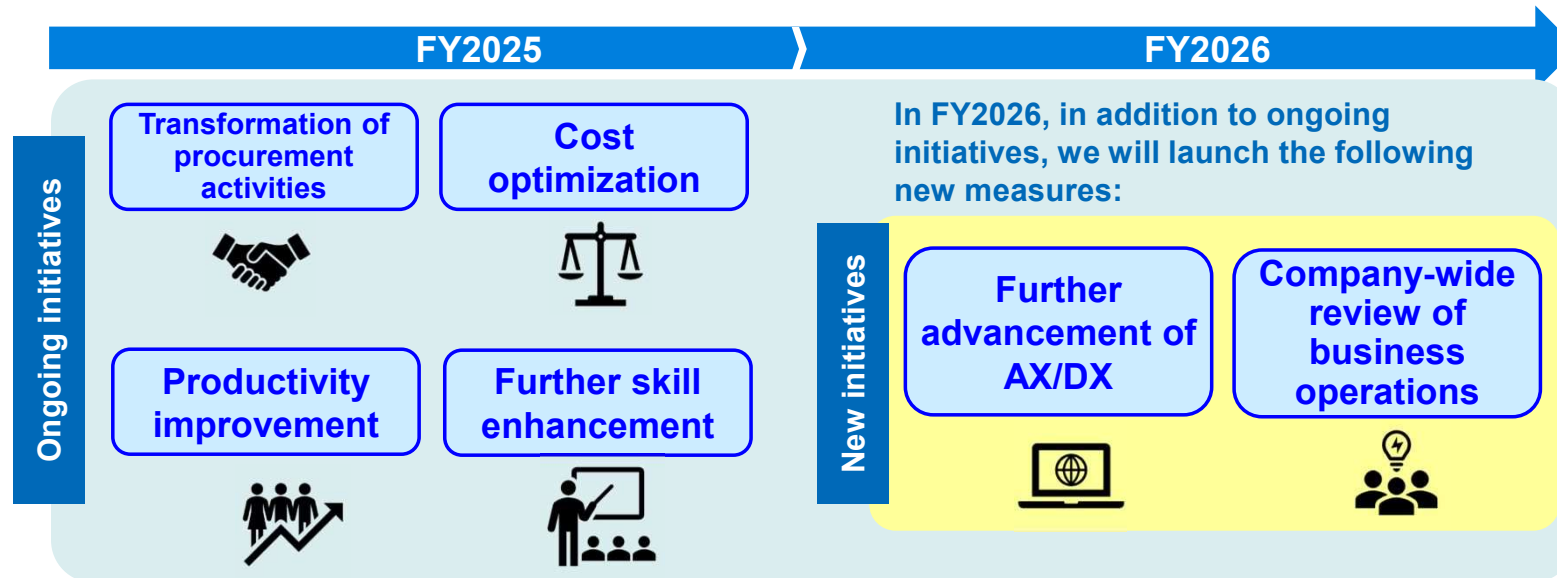 FY2025
FY2026
Ongoing initiatives
Transformation of
procurement
activities
Cost
optimization
Productivity
improvement
Further skill
enhancement
In FY2026, in addition to ongoing
initiatives, we will launch the following
new measures:
New initiatives
Further
advancement of
AX/DX
Company-wide
review of
business
operations